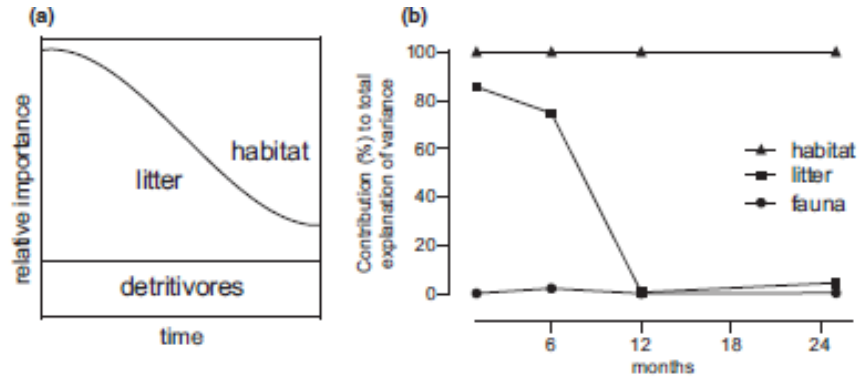 (a)
relative importance
litter
habitat
detritivores
time
(b)
Contribution (%) to total
explanation of variance
100
80
60
40
20
0
habitat
litter
fauna
6
12
18
24
months